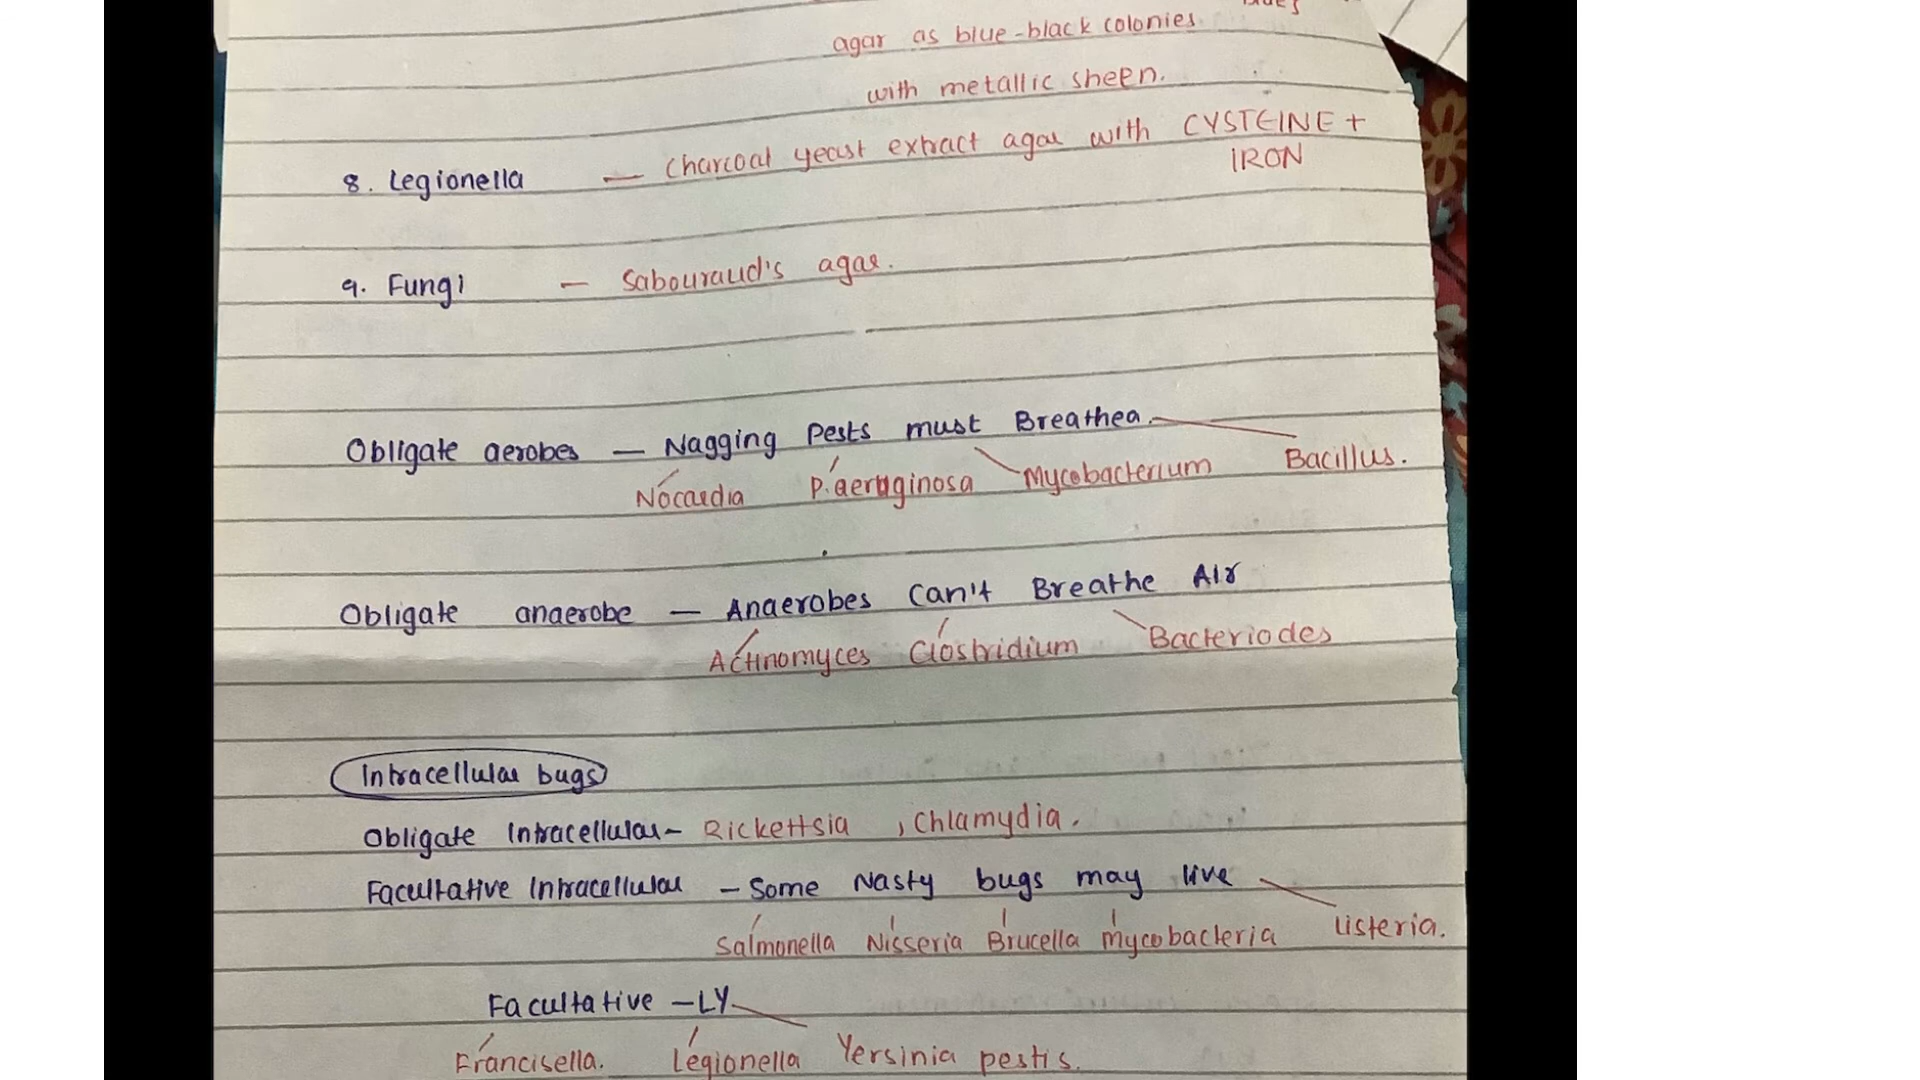 agar as blue-black colonies
with metallic sheen.
8. Legionella — Charcoal yeast extract agar with CYSTEINE +
IRON
9. Fungi — Sabouraud's agar.
Obligate aerobes — Nagging Pests must Breathea.
Nocardia P. aeruginosa Mycobacterium Bacillus.
Obligate anaerobe — Anaerobes Can't Breathe Air
Actinomyces Clostridium Bacteriodes
Intracellular bugs
Obligate Intracellular - Rickettsia , Chlamydia.
Facultative Intracellular - Some Nasty bugs may live
Salmonella Nisseria Brucella mycobacteria listeria.
Facultative - LY
Francisella. Legionella Yersinia pestis.